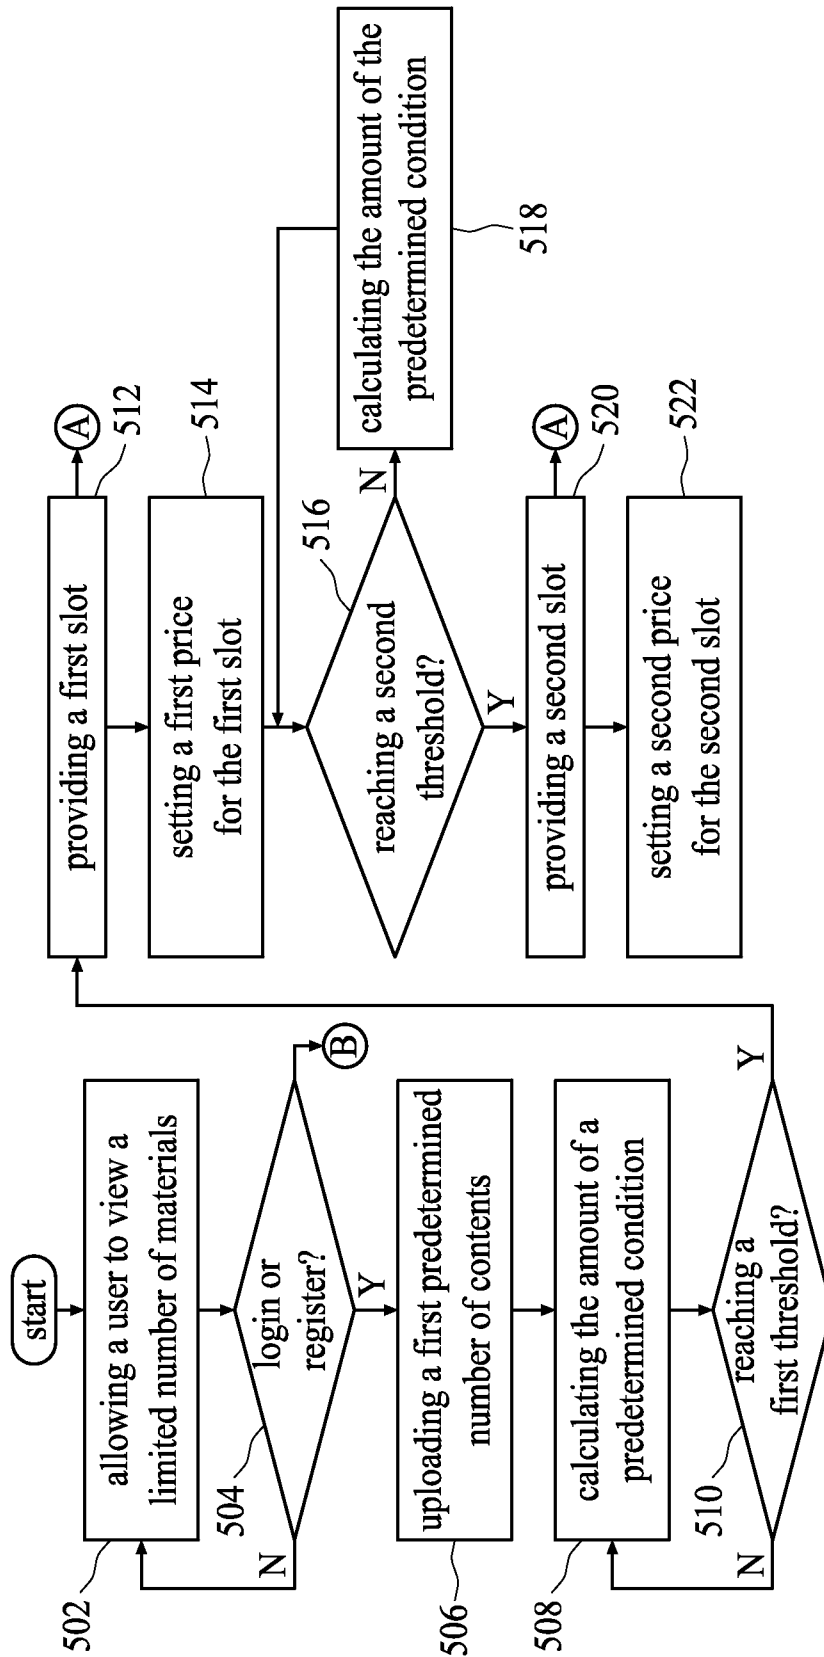 start
allowing a user to view a
limited number of materials
502
login or
register?
504
N
Y
B
uploading a first predetermined
number of contents
506
calculating the amount of a
predetermined condition
508
reaching a
first threshold?
510
N
Y
providing a first slot
A
512
setting a first price
for the first slot
514
reaching a second
threshold?
516
N
Y
calculating the amount of the
predetermined condition
518
providing a second slot
A
520
setting a second price
for the second slot
522